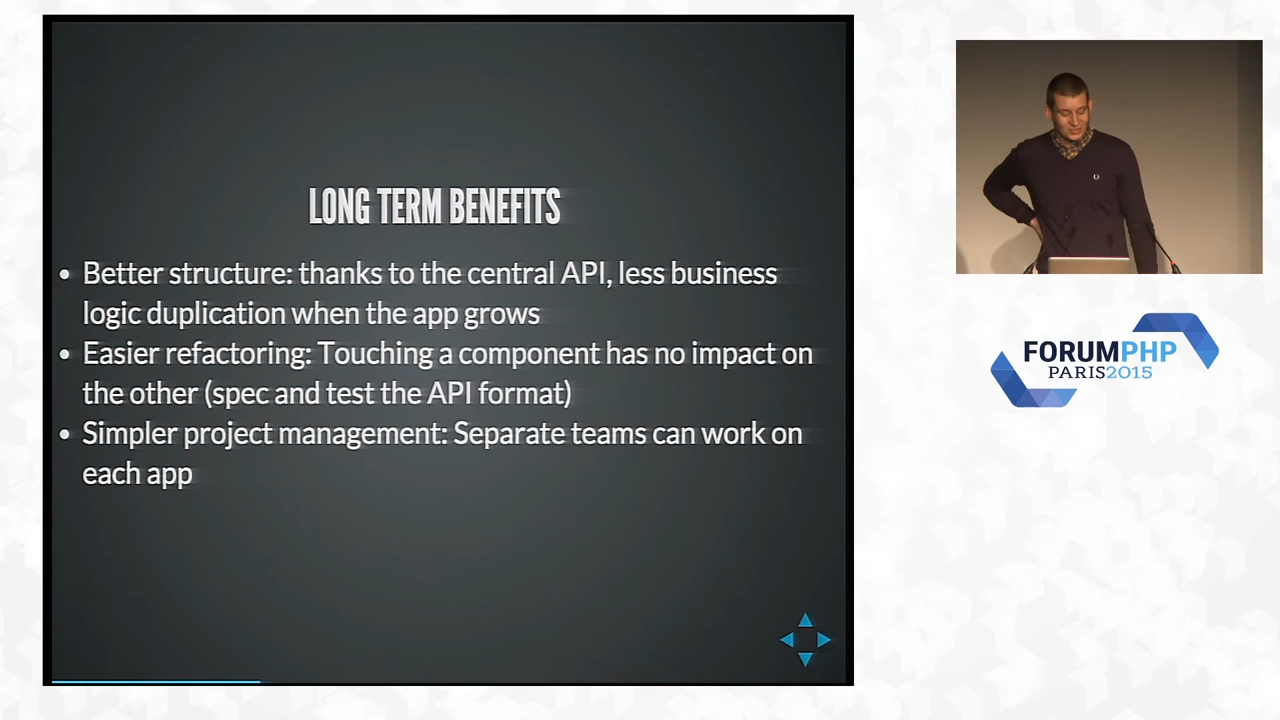 LONG TERM BENEFITS
• Better structure: thanks to the central API, less business
logic duplication when the app grows
• Easier refactoring: Touching a component has no impact on
the other (spec and test the API format)
• Simpler project management: Separate teams can work on
each app
FORUMPHP
PARIS2015